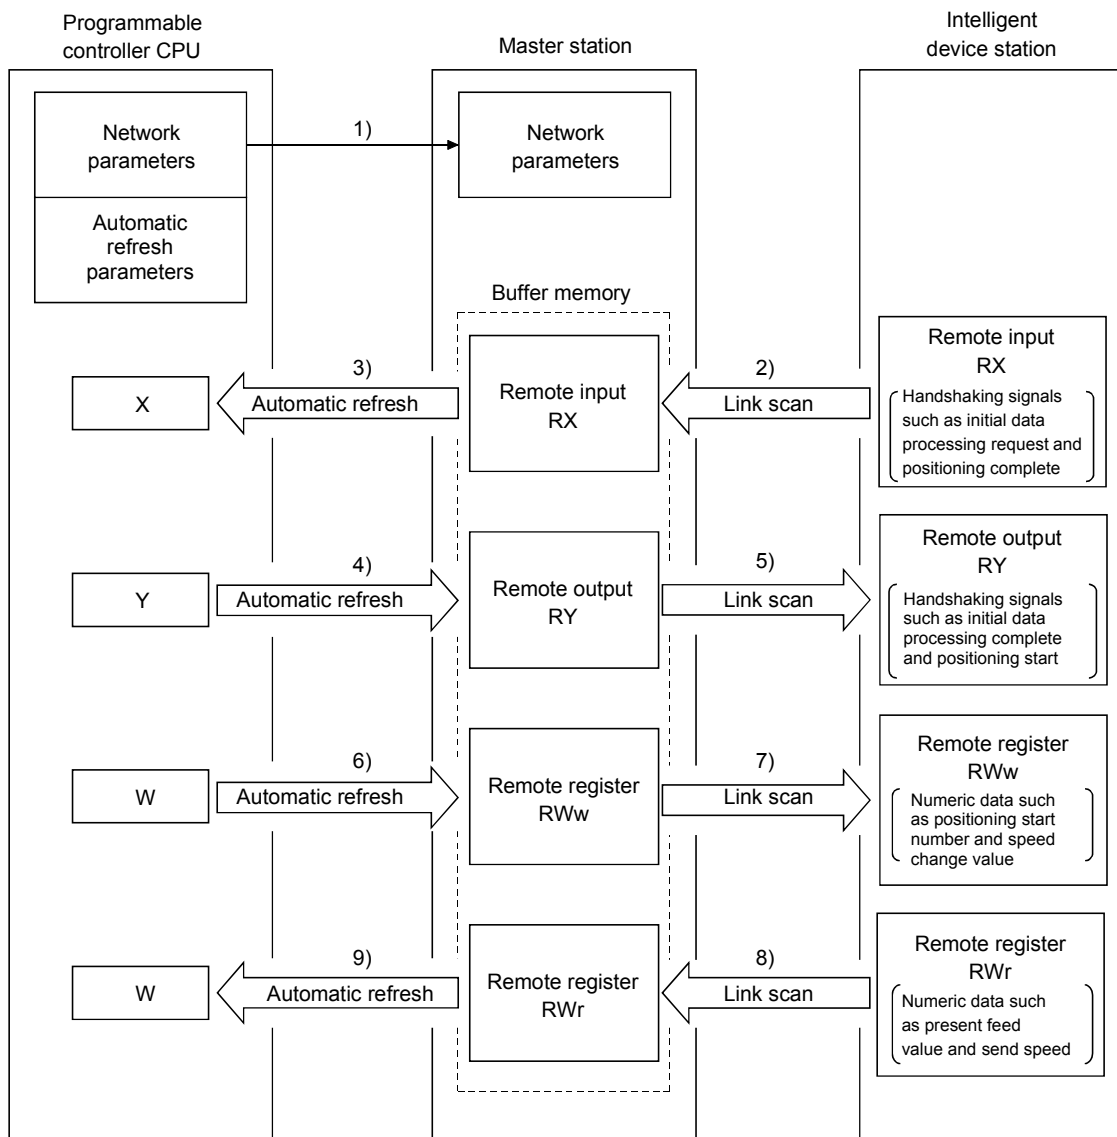 Programmable
controller CPU
Master station
Intelligent
device station
Network
parameters
1)
Network
parameters
Automatic
refresh
parameters
Buffer memory
X
3)
Automatic refresh
Remote input
RX
2)
Link scan
Remote input
RX
Handshaking signals
such as initial data
processing request and
positioning complete
Y
4)
Automatic refresh
Remote output
RY
5)
Link scan
Remote output
RY
Handshaking signals
such as initial data
processing complete
and positioning start
W
6)
Automatic refresh
Remote register
RWw
7)
Link scan
Remote register
RWw
Numeric data such
as positioning start
number and speed
change value
W
9)
Automatic refresh
Remote register
RWr
8)
Link scan
Remote register
RWr
Numeric data such
as present feed
value and send speed